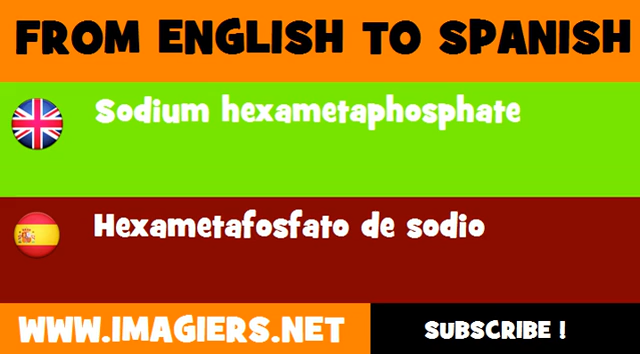 FROM ENGLISH TO SPANISH
Sodium hexametaphosphate
Hexametafosfato de sodio
WWW.IMAGIERS.NET
SUBSCRIBE !